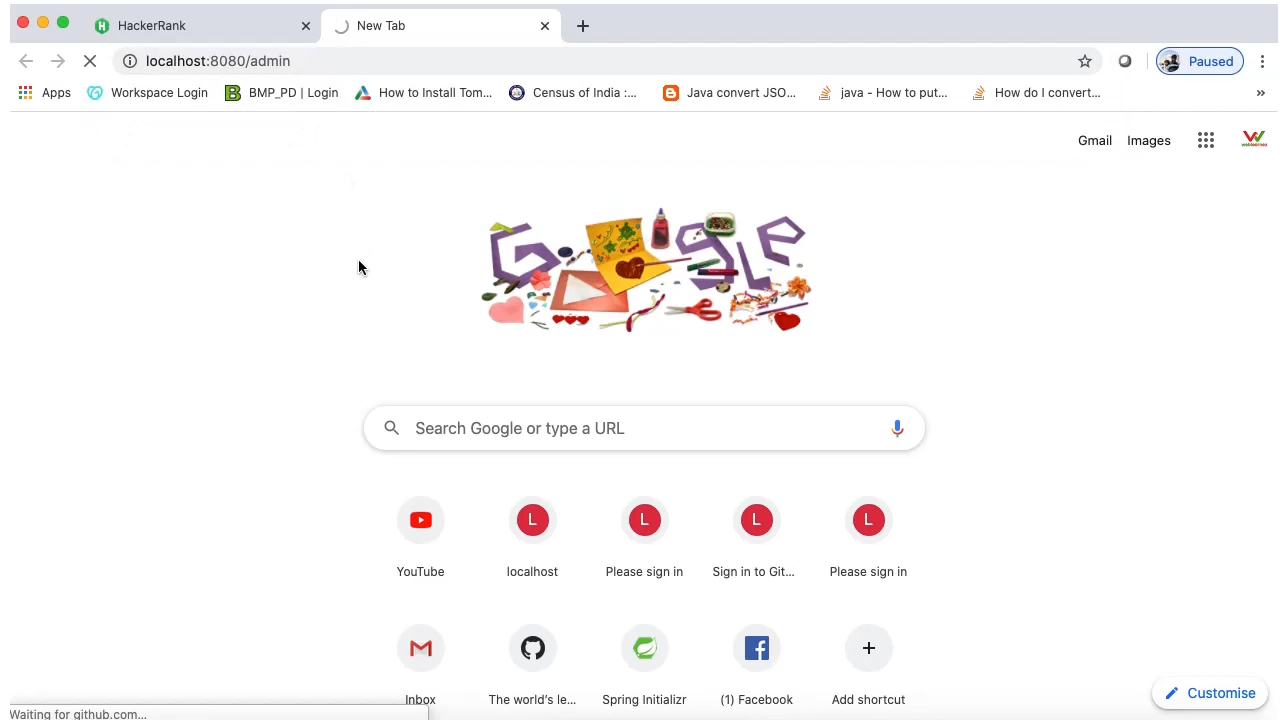 HackerRank
New Tab
localhost:8080/admin
Paused
Apps
Workspace Login
BMP_PD | Login
How to Install Tom...
Census of India :...
Java convert JSO...
java - How to put...
How do I convert...
»
Gmail
Images
weblearnex
Google
Search Google or type a URL
L
L
L
L
YouTube
localhost
Please sign in
Sign in to Git...
Please sign in
Inbox
The world's le...
Spring Initializr
(1) Facebook
Add shortcut
Customise
Waiting for github.com...